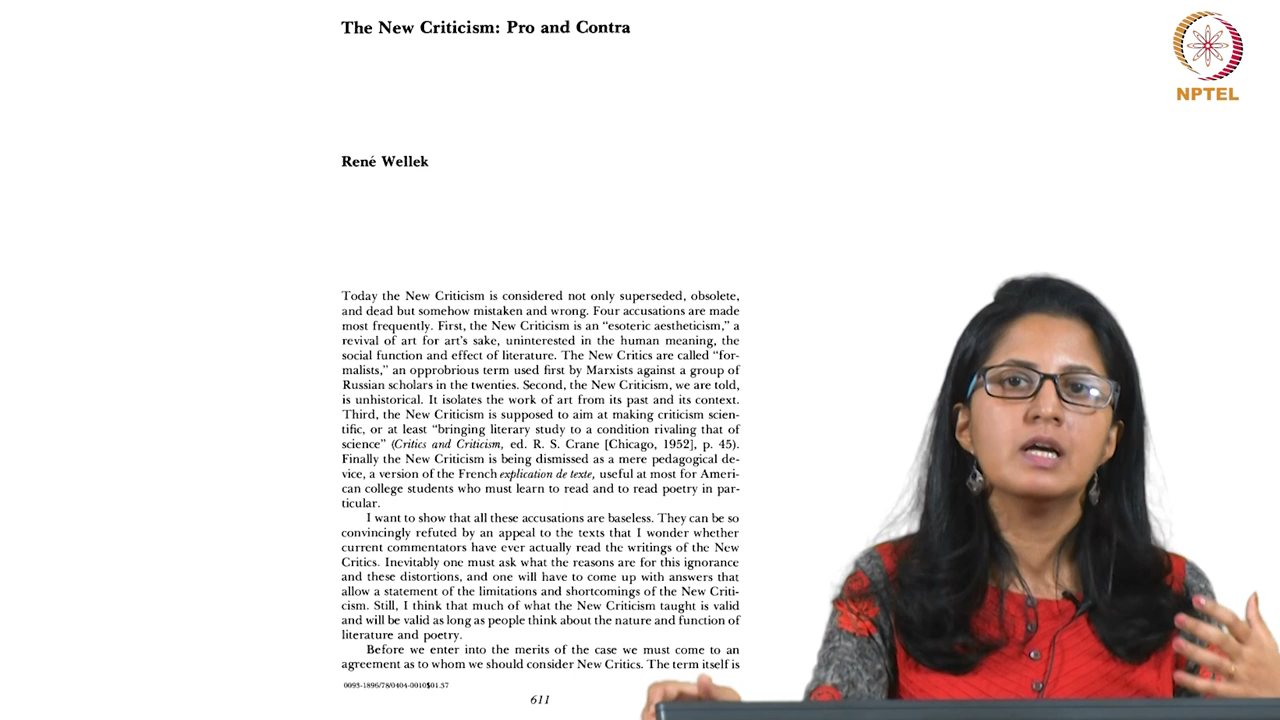 The New Criticism: Pro and Contra
NPTEL
René Wellek
Today the New Criticism is considered not only superseded, obsolete,
and dead but somehow mistaken and wrong. Four accusations are made
most frequently. First, the New Criticism is an “esoteric aestheticism,” a
revival of art for art’s sake, uninterested in the human meaning, the
social function and effect of literature. The New Critics are called “for-
malists,” an opprobrious term used first by Marxists against a group of
Russian scholars in the twenties. Second, the New Criticism, we are told,
is unhistorical. It isolates the work of art from its past and its context.
Third, the New Criticism is supposed to aim at making criticism scien-
tific, or at least “bringing literary study to a condition rivaling that of
science” (Critics and Criticism, ed. R. S. Crane [Chicago, 1952], p. 45).
Finally the New Criticism is being dismissed as a mere pedagogical de-
vice, a version of the French explication de texte, useful at most for Ameri-
can college students who must learn to read and to read poetry in par-
ticular.
I want to show that all these accusations are baseless. They can be so
convincingly refuted by an appeal to the texts that I wonder whether
current commentators have ever actually read the writings of the New
Critics. Inevitably one must ask what the reasons are for this ignorance
and these distortions, and one will have to come up with answers that
allow a statement of the limitations and shortcomings of the New Criti-
cism. Still, I think that much of what the New Criticism taught is valid
and will be valid as long as people think about the nature and function of
literature and poetry.
Before we enter into the merits of the case we must come to an
agreement as to whom we should consider New Critics. The term itself is
0093-1896/78/0404-0010$01.57
611